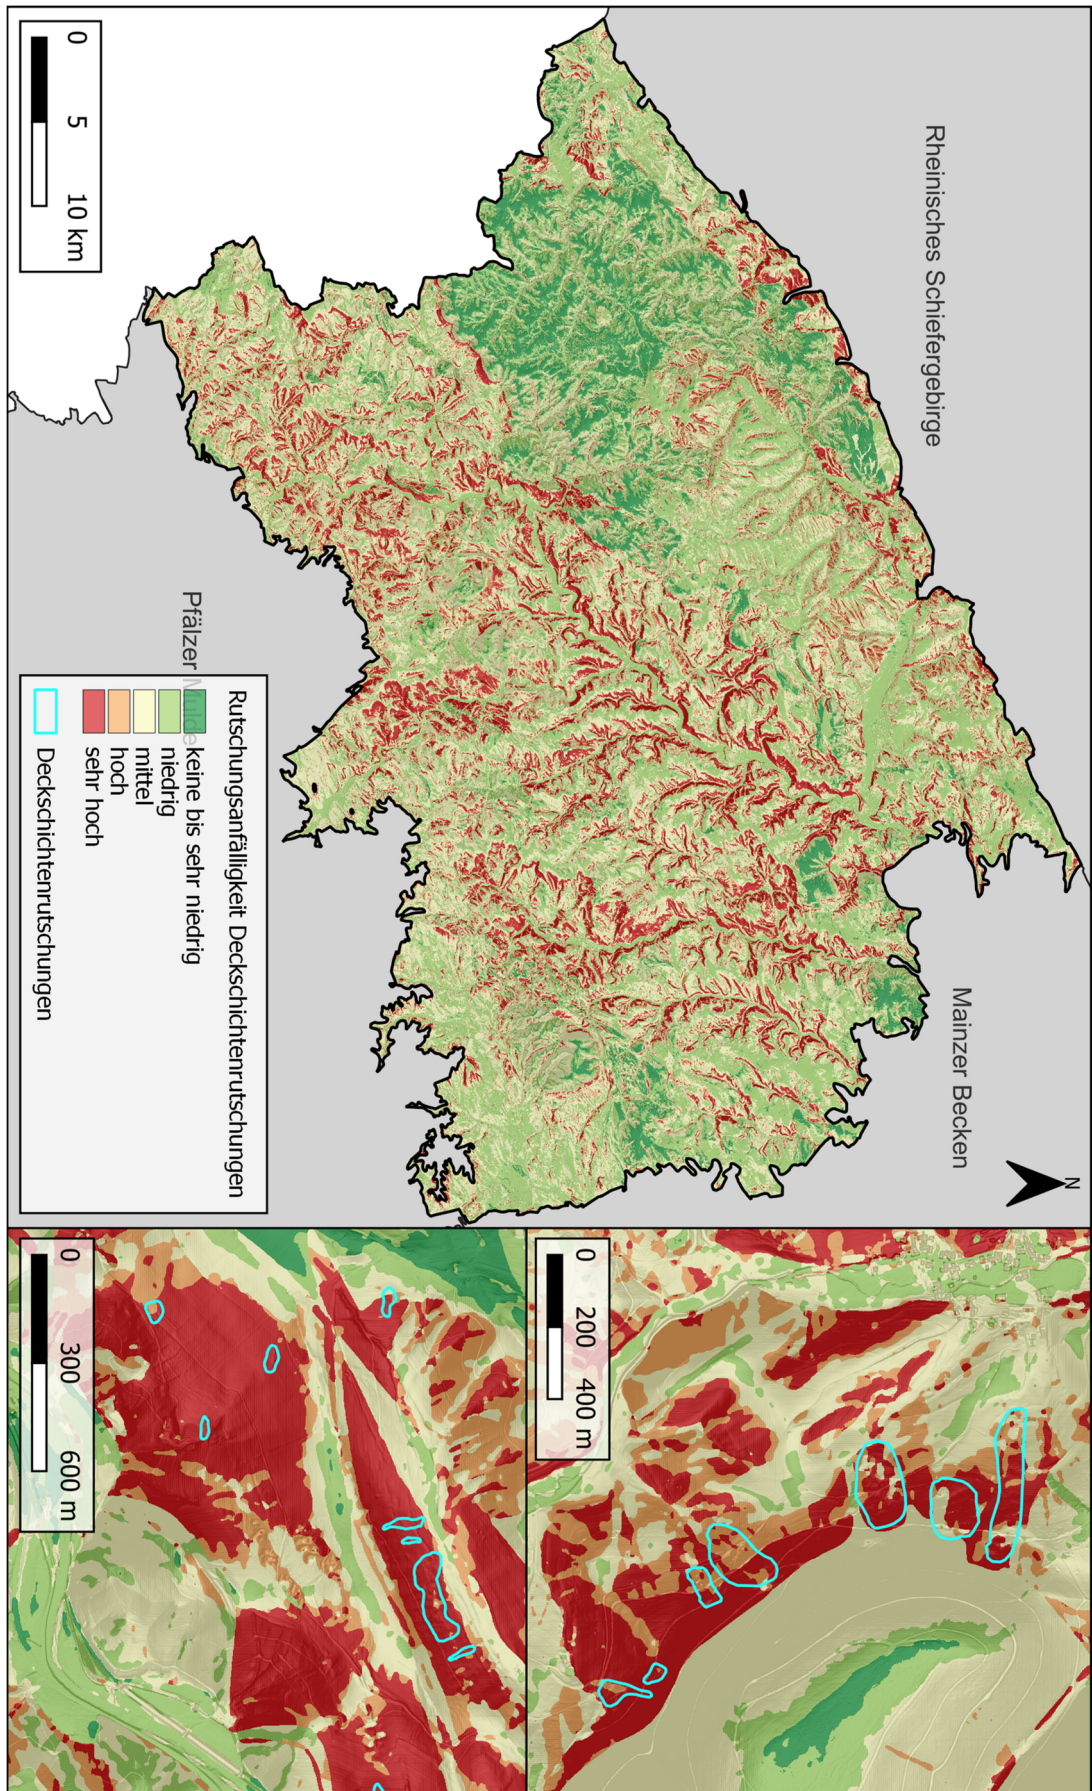 Rheinisches Schiefergebirge
Mainzer Becken
N
Pfälzer Mulde
0 5 10 km
Rutschungsanfälligkeit Deckschichtenrutschungen
keine bis sehr niedrig
niedrig
mittel
hoch
sehr hoch
Deckschichtenrutschungen
0 200 400 m
0 300 600 m